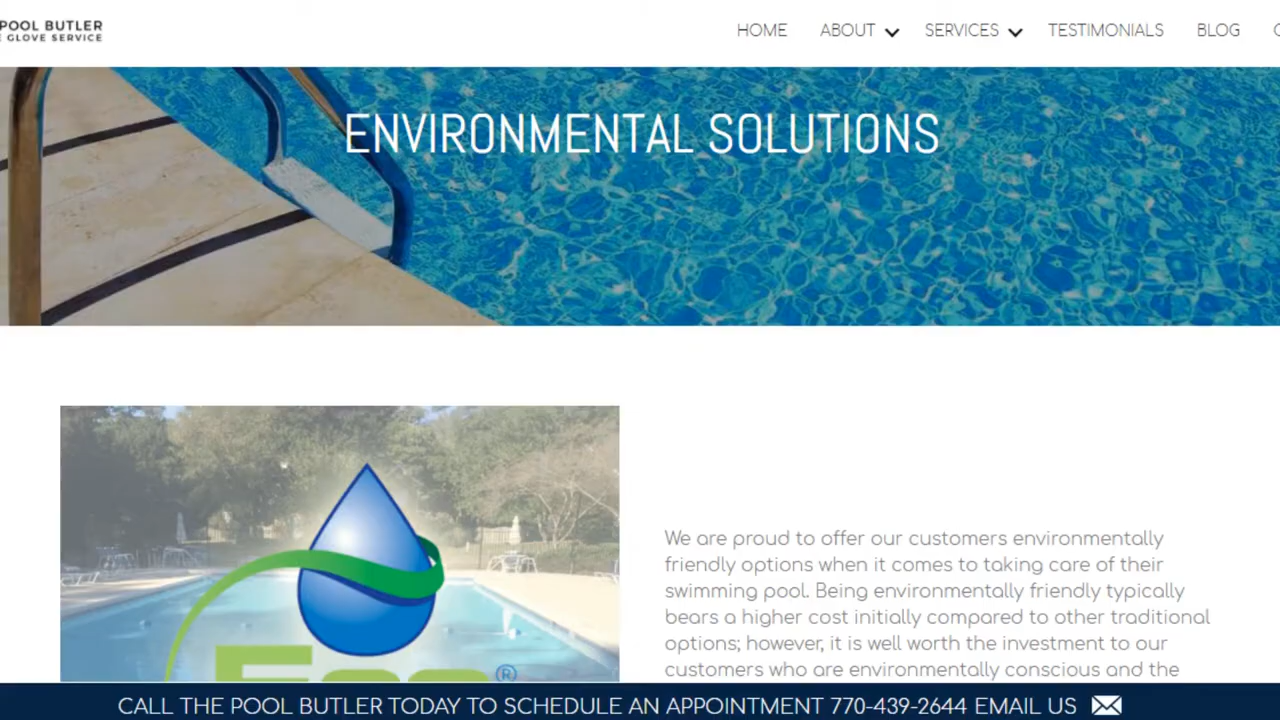 POOL BUTLER
GLOVE SERVICE
HOME ABOUT SERVICES TESTIMONIALS BLOG
ENVIRONMENTAL SOLUTIONS
We are proud to offer our customers environmentally
friendly options when it comes to taking care of their
swimming pool. Being environmentally friendly typically
bears a higher cost initially compared to other traditional
options; however, it is well worth the investment to our
customers who are environmentally conscious and the
®
CALL THE POOL BUTLER TODAY TO SCHEDULE AN APPOINTMENT 770-439-2644 EMAIL US